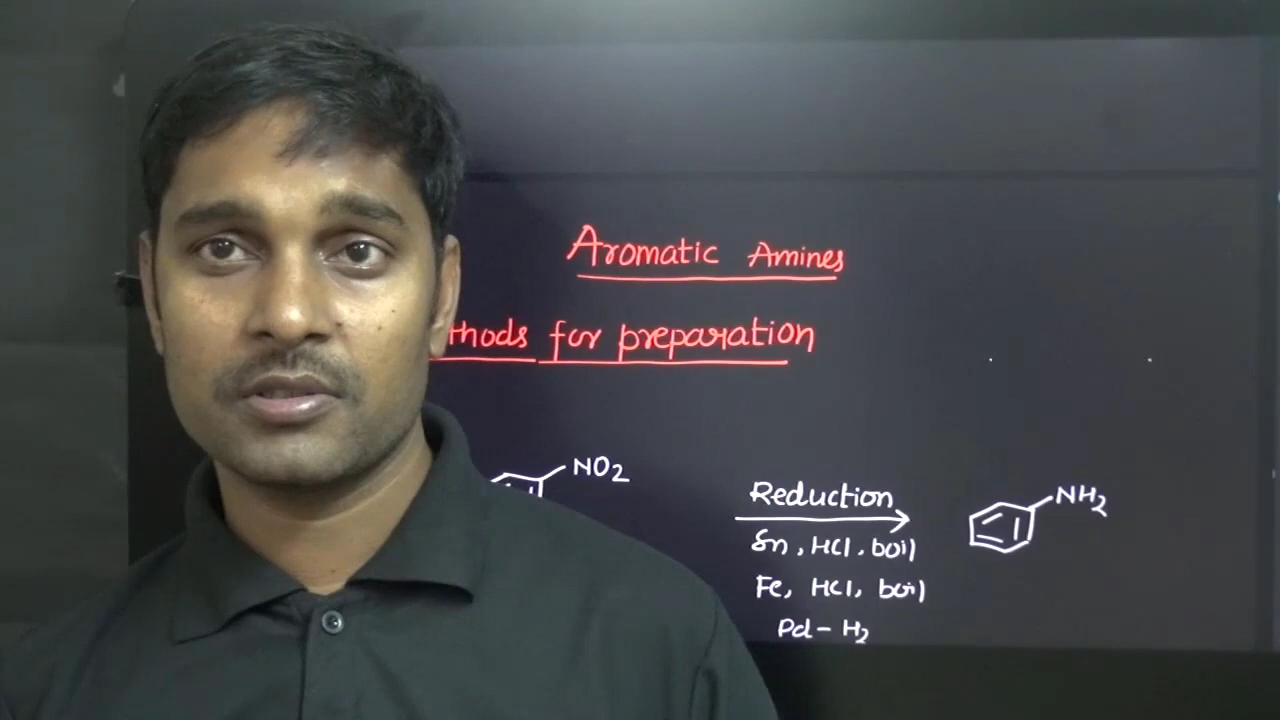 Aromatic Amines
thods for preparation
NO2
Reduction
NH2
Sn, HCl, boil
Fe, HCl, boil
Pd - H2